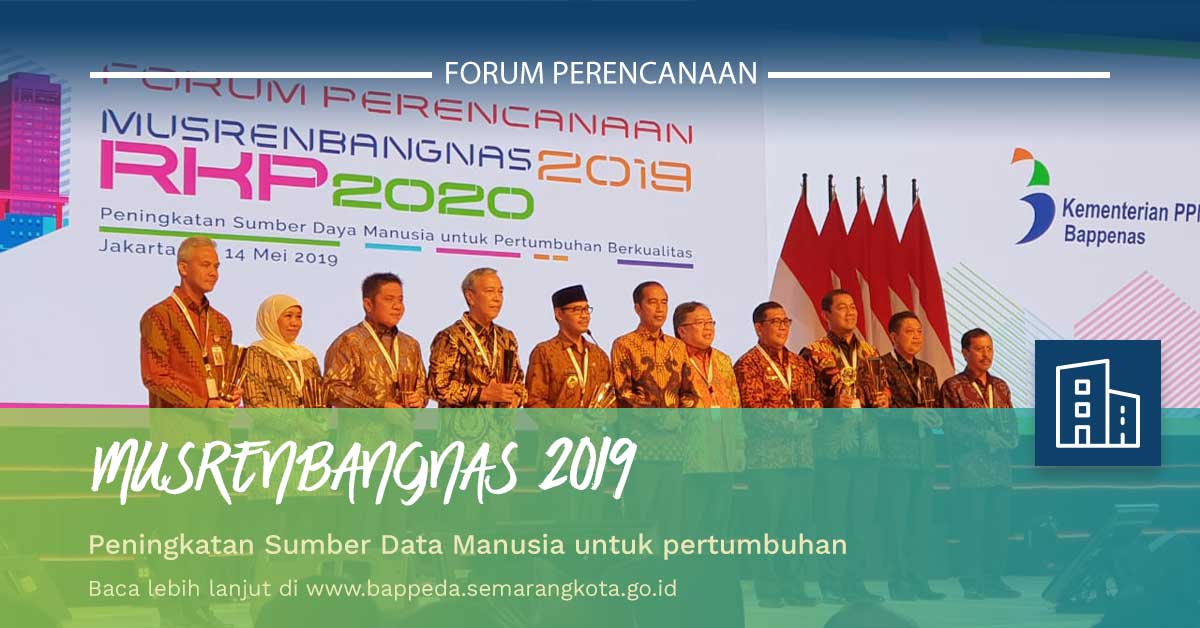 FORUM PERENCANAAN
FORUM PERENCANAAN
MUSRENBANGNAS 2019
RKP 2020
Peningkatan Sumber Daya Manusia untuk Pertumbuhan Berkualitas
Jakarta 14 Mei 2019
Kementerian PPN
Bappenas
MUSRENBANGNAS 2019
Peningkatan Sumber Data Manusia untuk pertumbuhan
Baca lebih lanjut di www.bappeda.semarangkota.go.id